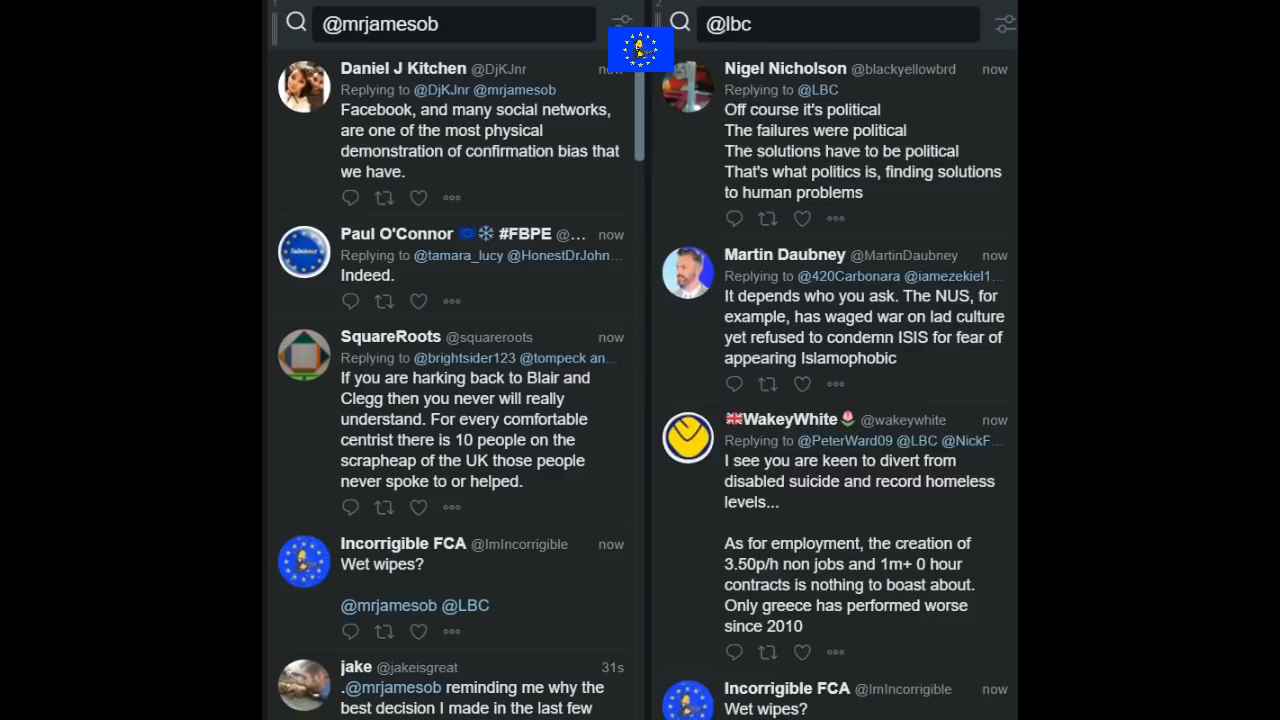 @mrjamesob
Daniel J Kitchen @DjKJnr now
Replying to @DjKJnr @mrjamesob
Facebook, and many social networks,
are one of the most physical
demonstration of confirmation bias that
we have.
Paul O'Connor 🇪🇺❄️ #FBPE @… now
Replying to @tamara_lucy @HonestDrJohn…
Indeed.
SquareRoots @squareroots now
Replying to @brightsider123 @tompeck an…
If you are harking back to Blair and
Clegg then you never will really
understand. For every comfortable
centrist there is 10 people on the
scrapheap of the UK those people
never spoke to or helped.
Incorrigible FCA @ImIncorrigible now
Wet wipes?
@mrjamesob @LBC
jake @jakeisgreat 31s
.@mrjamesob reminding me why the
best decision I made in the last few
2
@lbc
Nigel Nicholson @blackyellowbrd now
Replying to @LBC
Off course it's political
The failures were political
The solutions have to be political
That's what politics is, finding solutions
to human problems
Martin Daubney @MartinDaubney now
Replying to @420Carbonara @iamezekiel1…
It depends who you ask. The NUS, for
example, has waged war on lad culture
yet refused to condemn ISIS for fear of
appearing Islamophobic
🇬🇧WakeyWhite🌷 @wakeywhite now
Replying to @PeterWard09 @LBC @NickF…
I see you are keen to divert from
disabled suicide and record homeless
levels...
As for employment, the creation of
3.50p/h non jobs and 1m+ 0 hour
contracts is nothing to boast about.
Only greece has performed worse
since 2010
Incorrigible FCA @ImIncorrigible now
Wet wipes?